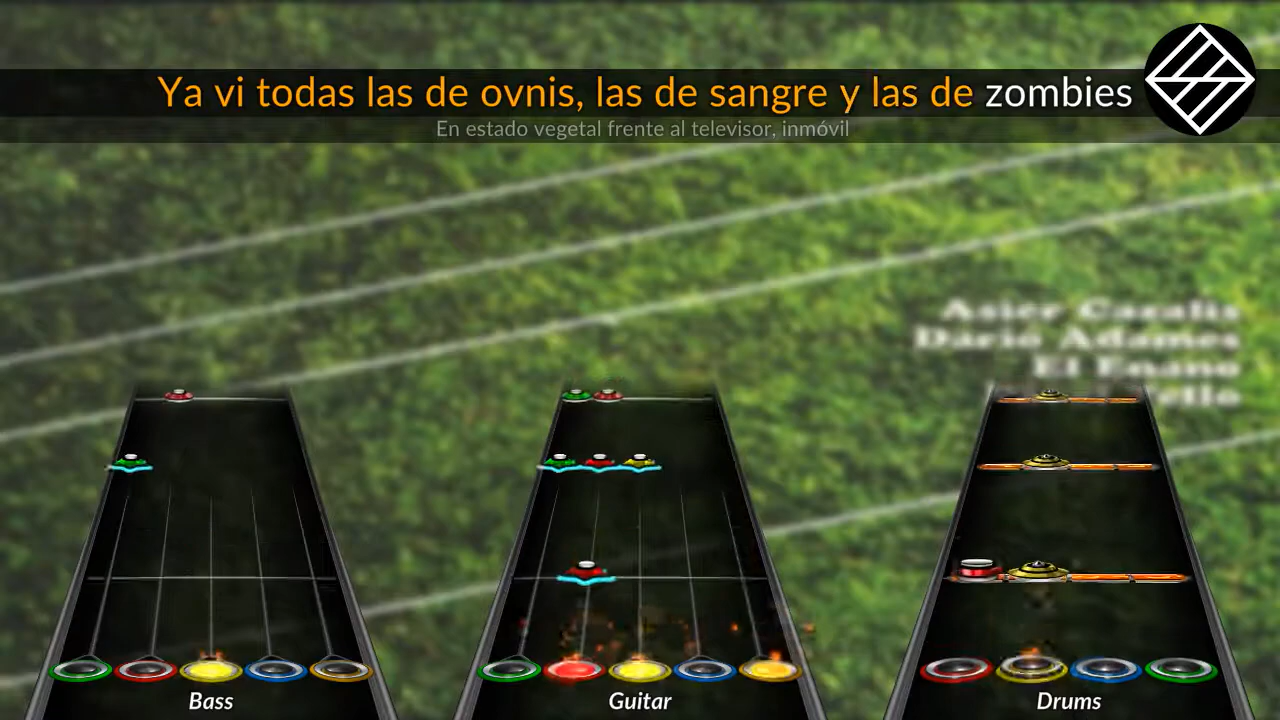 Ya vi todas las de ovnis, las de sangre y las de zombies
En estado vegetal frente al televisor, inmóvil
Asier Cazalis
Darío Adames
El Enano
Bass
Guitar
Drums